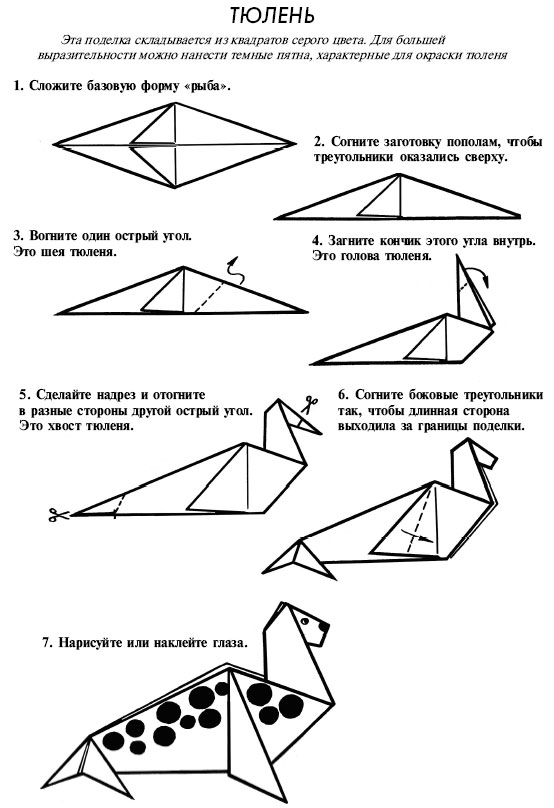 ТЮЛЕНЬ
Эта поделка складывается из квадратов серого цвета. Для большей
выразительности можно нанести темные пятна, характерные для окраски тюленя
1. Сложите базовую форму «рыба».
2. Согните заготовку пополам, чтобы
треугольники оказались сверху.
3. Вогните один острый угол.
Это шея тюленя.
4. Загните кончик этого угла внутрь.
Это голова тюленя.
5. Сделайте надрез и отогните
в разные стороны другой острый угол.
Это хвост тюленя.
6. Согните боковые треугольники
так, чтобы длинная сторона
выходила за границы поделки.
7. Нарисуйте или наклейте глаза.